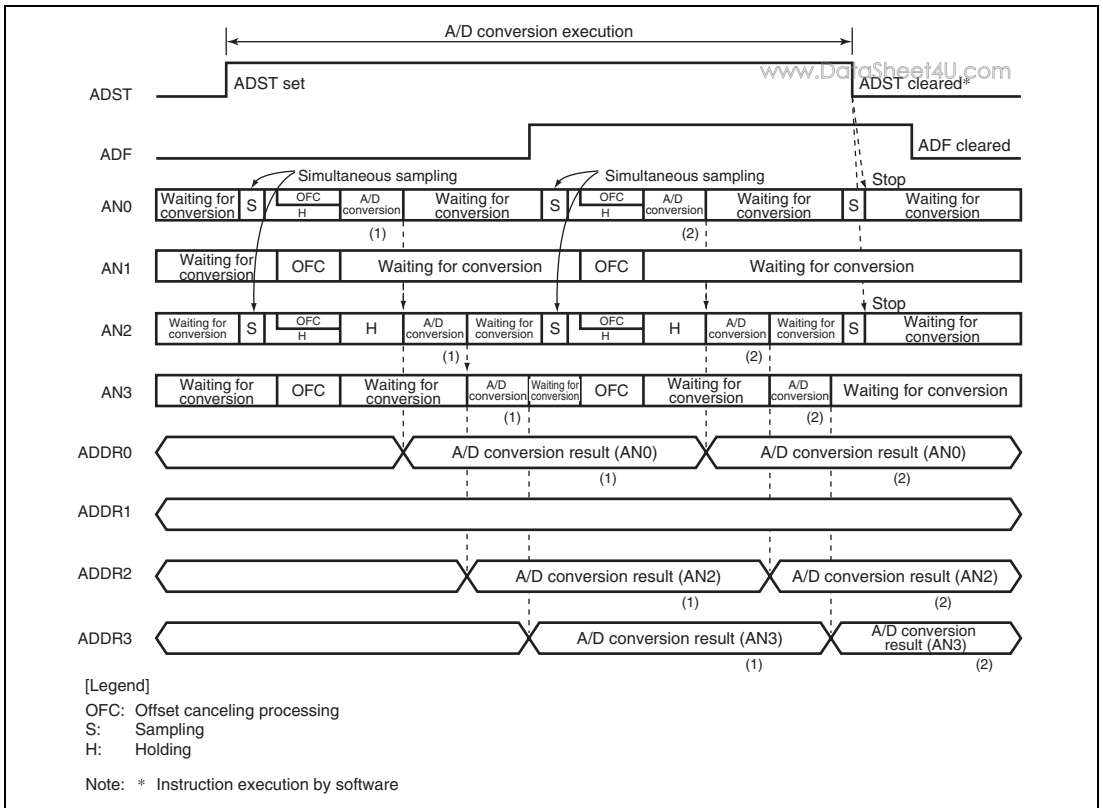 A/D conversion execution
www.DataSheet4U.com
ADST
ADST set
ADST cleared*
ADF
ADF cleared
Simultaneous sampling
Simultaneous sampling
Stop
AN0
Waiting for conversion
S
OFC
H
A/D conversion
Waiting for conversion
S
OFC
H
A/D conversion
Waiting for conversion
S
Waiting for conversion
(1)
(2)
AN1
Waiting for conversion
OFC
Waiting for conversion
OFC
Waiting for conversion
Stop
AN2
Waiting for conversion
S
OFC
H
H
A/D conversion
Waiting for conversion
S
OFC
H
H
A/D conversion
Waiting for conversion
S
Waiting for conversion
(1)
(2)
AN3
Waiting for conversion
OFC
Waiting for conversion
A/D conversion
Waiting for conversion
OFC
Waiting for conversion
A/D conversion
Waiting for conversion
(1)
(2)
ADDR0
A/D conversion result (AN0)
A/D conversion result (AN0)
(1)
(2)
ADDR1
ADDR2
A/D conversion result (AN2)
A/D conversion result (AN2)
(1)
(2)
ADDR3
A/D conversion result (AN3)
A/D conversion
result (AN3)
(1)
(2)
[Legend]
OFC: Offset canceling processing
S: Sampling
H: Holding
Note: * Instruction execution by software